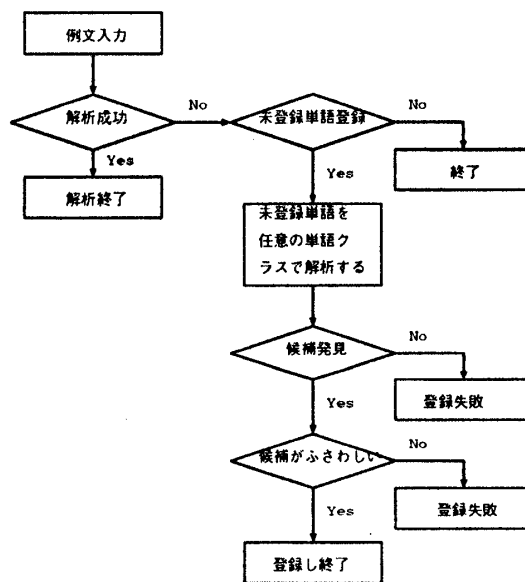 例文入力
解析成功
No
未登録単語登録
No
Yes
解析終了
終了
Yes
未登録単語を
任意の単語ク
ラスで解析する
候補発見
No
登録失敗
Yes
候補がふさわしい
No
登録失敗
Yes
登録し終了